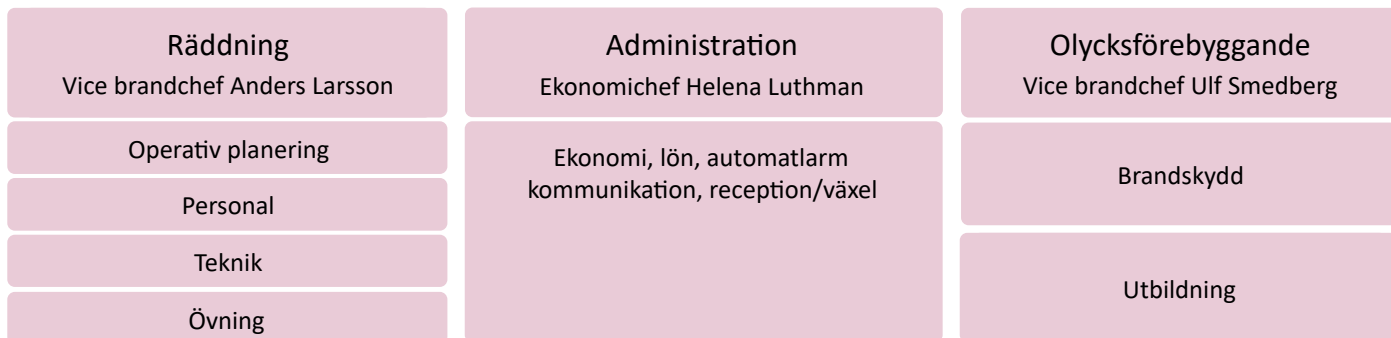 Räddning
Vice brandchef Anders Larsson
Operativ planering
Personal
Teknik
Övning
Administration
Ekonomichef Helena Luthman
Ekonomi, lön, automatlarm
kommunikation, reception/växel
Olycksförebyggande
Vice brandchef Ulf Smedberg
Brandskydd
Utbildning